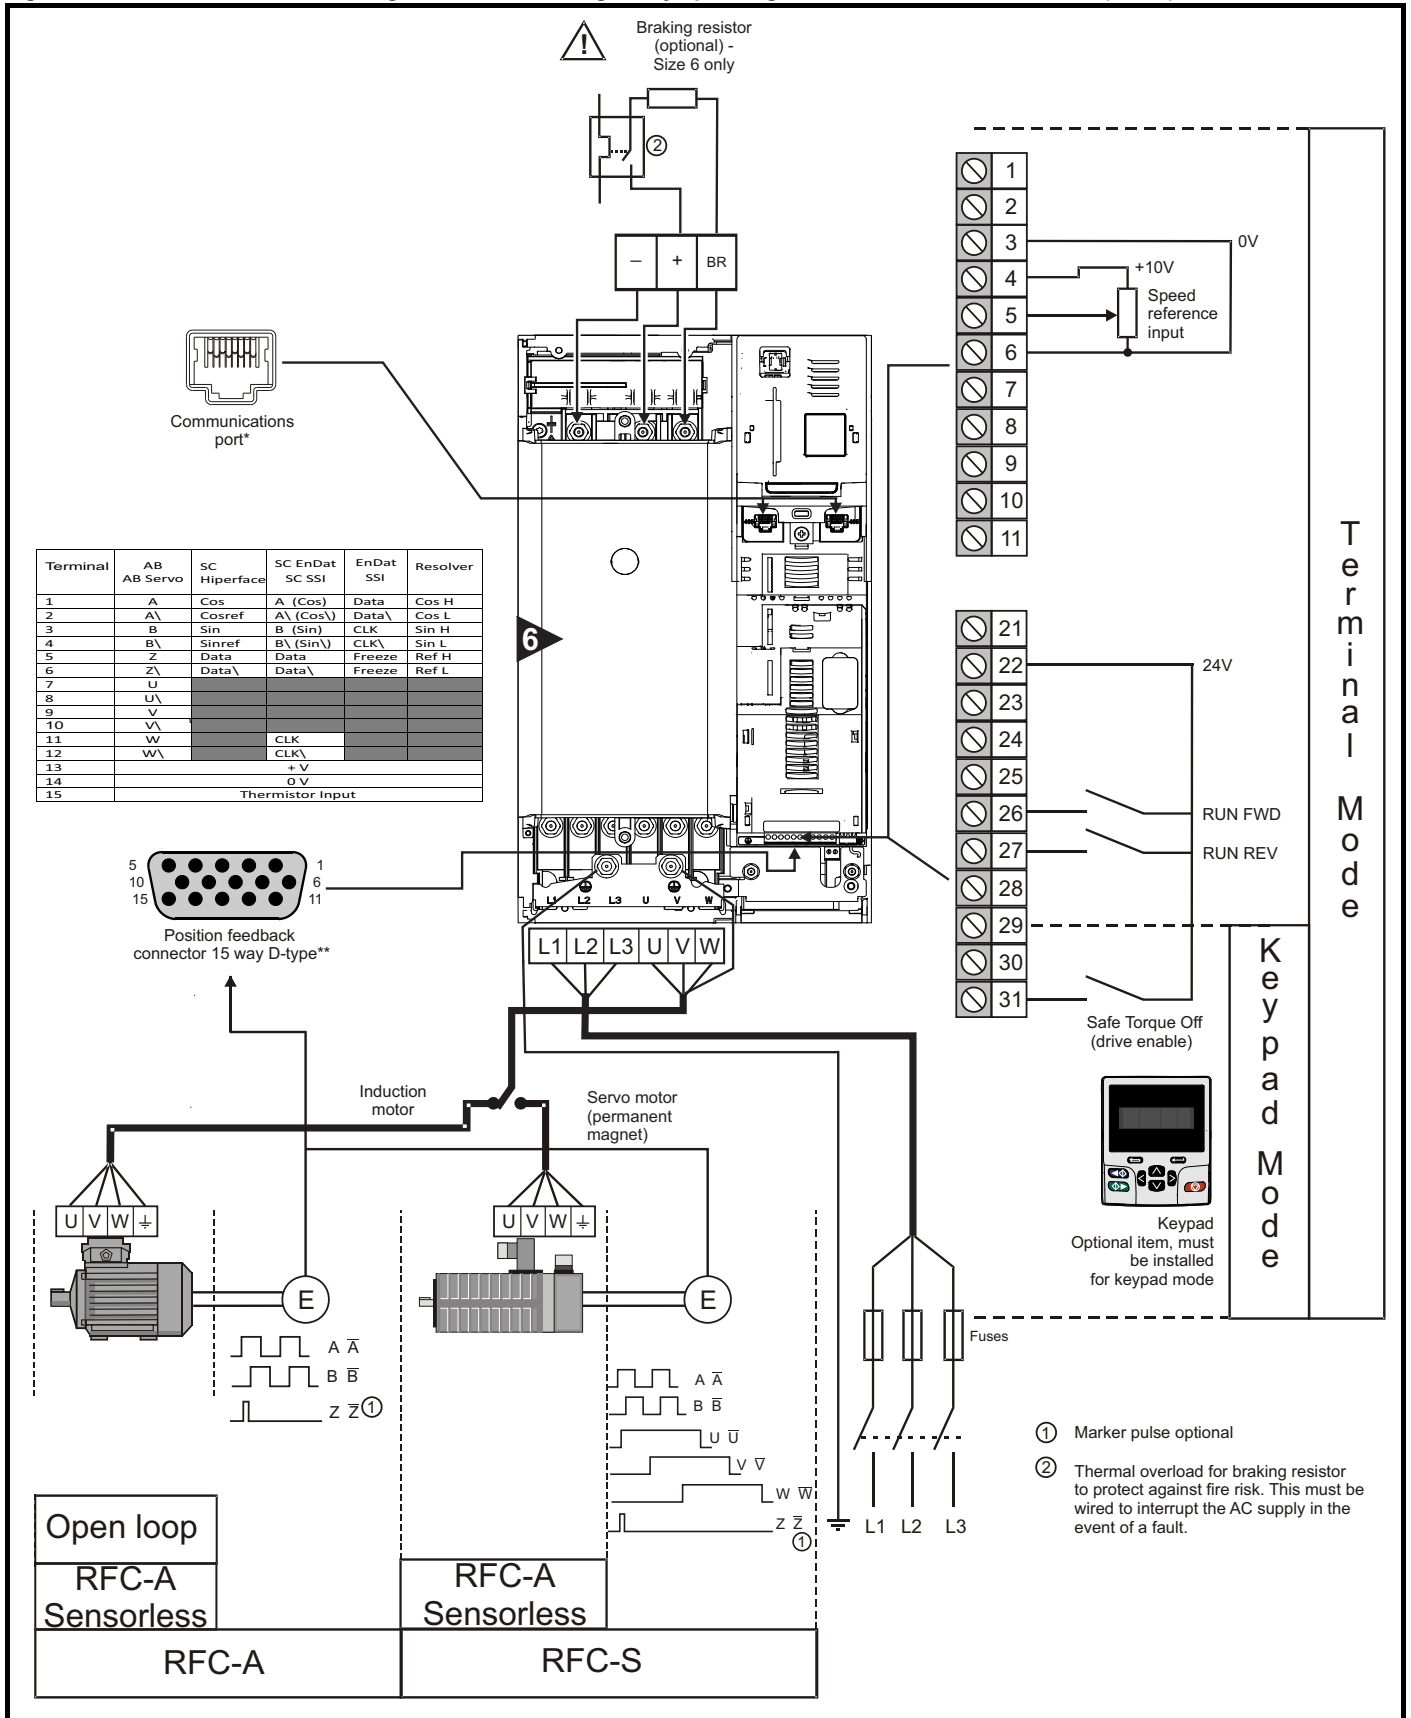 Braking resistor
(optional) -
Size 6 only
2
– + BR
1
2
3
4
5
6
7
8
9
10
11
0V
+10V
Speed
reference
input
Communications
port*
Terminal | AB AB Servo | SC Hiperface | SC EnDat SC SSI | EnDat SSI | Resolver
1 | A | Cos | A (Cos) | Data | Cos H
2 | A\ | Cosref | A\ (Cos\) | Data\ | Cos L
3 | B | Sin | B (Sin) | CLK | Sin H
4 | B\ | Sinref | B\ (Sin\) | CLK\ | Sin L
5 | Z | Data | Data | Freeze | Ref H
6 | Z\ | Data\ | Data\ | Freeze | Ref L
7 | U
8 | U\
9 | V
10 | V\
11 | W | CLK
12 | W\ | CLK\
13 | + V
14 | 0 V
15 | Thermistor Input
6
21
22
23
24
25
26
27
28
29
30
31
24V
RUN FWD
RUN REV
Safe Torque Off
(drive enable)
Terminal Mode
Keypad Mode
5 1
10 6
15 11
Position feedback
connector 15 way D-type**
L1 L2 L3 U V W
L1 L2 L3 U V W
Induction
motor
Servo motor
(permanent
magnet)
Keypad
Optional item, must
be installed
for keypad mode
U V W
E
U V W
E
A A̅
B B̅
Z Z̅ 1
A A̅
B B̅
U U̅
V V̅
W W̅
Z Z̅
1
Fuses
L1 L2 L3
1 Marker pulse optional
2 Thermal overload for braking resistor
to protect against fire risk. This must be
wired to interrupt the AC supply in the
event of a fault.
Open loop
RFC-A
Sensorless
RFC-A
RFC-A
Sensorless
RFC-S